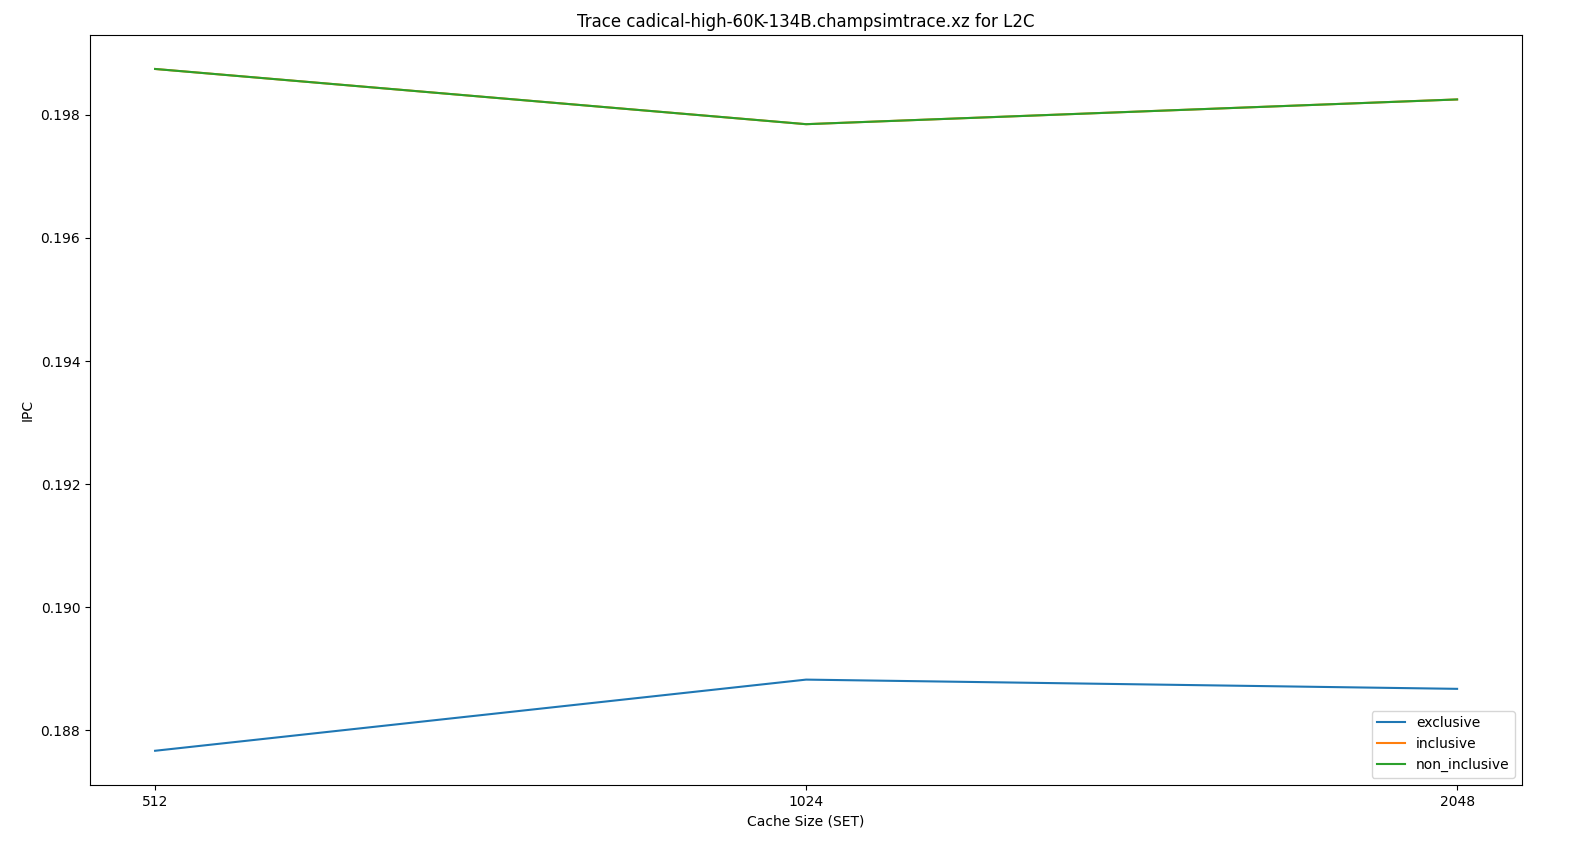 Trace cadical-high-60K-134B.champsimtrace.xz for L2C
IPC
0.198
0.196
0.194
0.192
0.190
0.188
512
1024
2048
Cache Size (SET)
exclusive
inclusive
non_inclusive